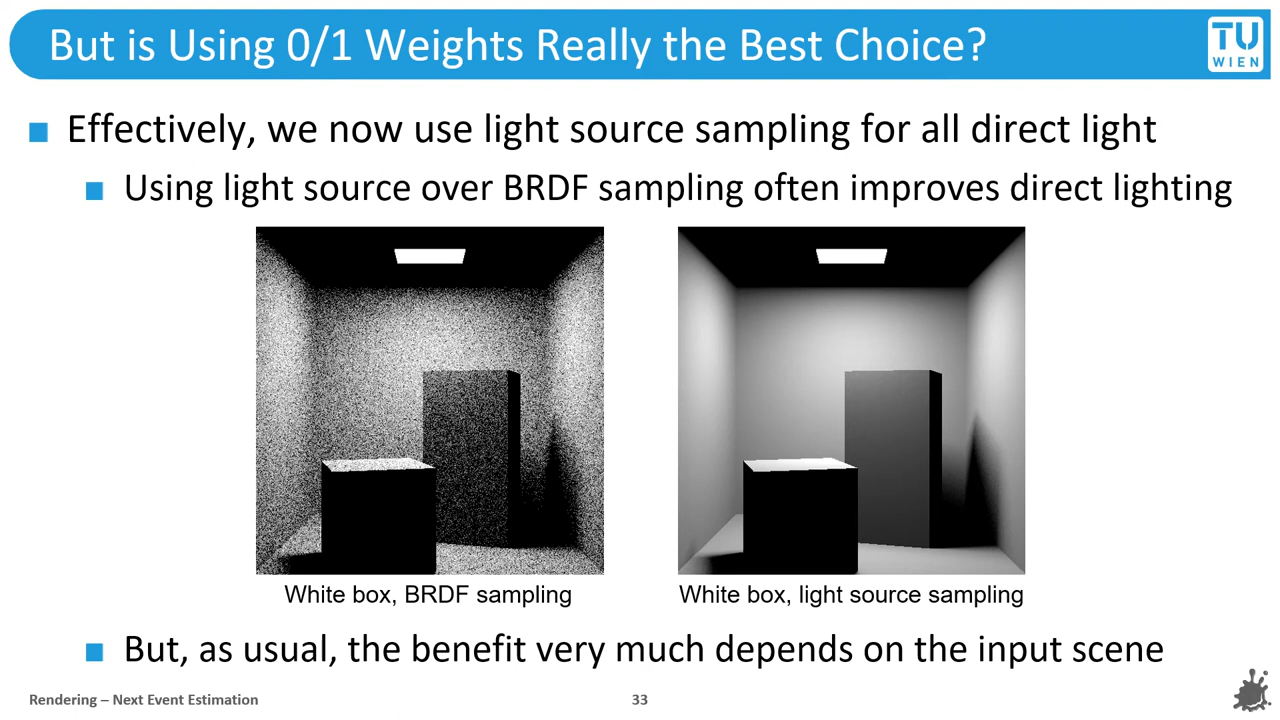 But is Using 0/1 Weights Really the Best Choice?
TU
WIEN
Effectively, we now use light source sampling for all direct light
Using light source over BRDF sampling often improves direct lighting
White box, BRDF sampling
White box, light source sampling
But, as usual, the benefit very much depends on the input scene
Rendering – Next Event Estimation
33